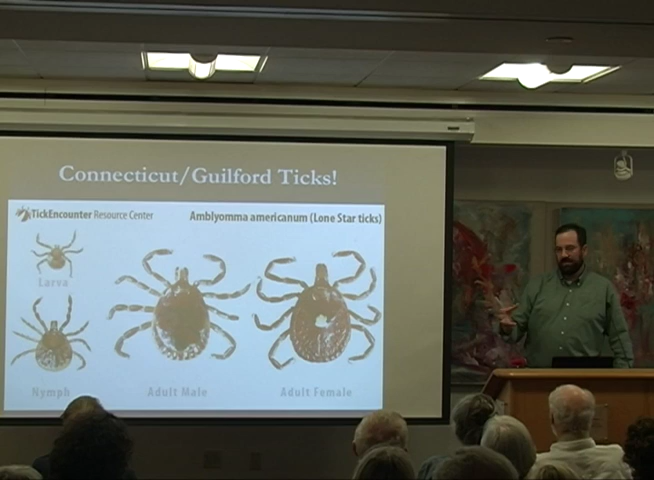 Connecticut/Guilford Ticks!
TickEncounter Resource Center
Amblyomma americanum (Lone Star ticks)
Larva
Nymph
Adult Male
Adult Female